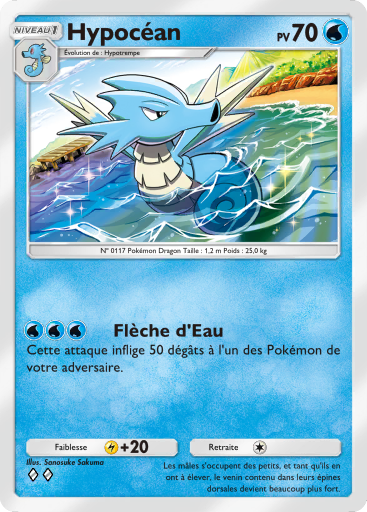 NIVEAU 1
Hypocéan
PV 70
Évolution de : Hypotrempe
N° 0117 Pokémon Dragon Taille : 1,2 m Poids : 25,0 kg
Flèche d'Eau
Cette attaque inflige 50 dégâts à l'un des Pokémon de
votre adversaire.
Faiblesse +20 Retraite
Illus. Sanosuke Sakuma
Les mâles s'occupent des petits, et tant qu'ils en
ont à élever, le venin contenu dans leurs épines
dorsales devient beaucoup plus fort.